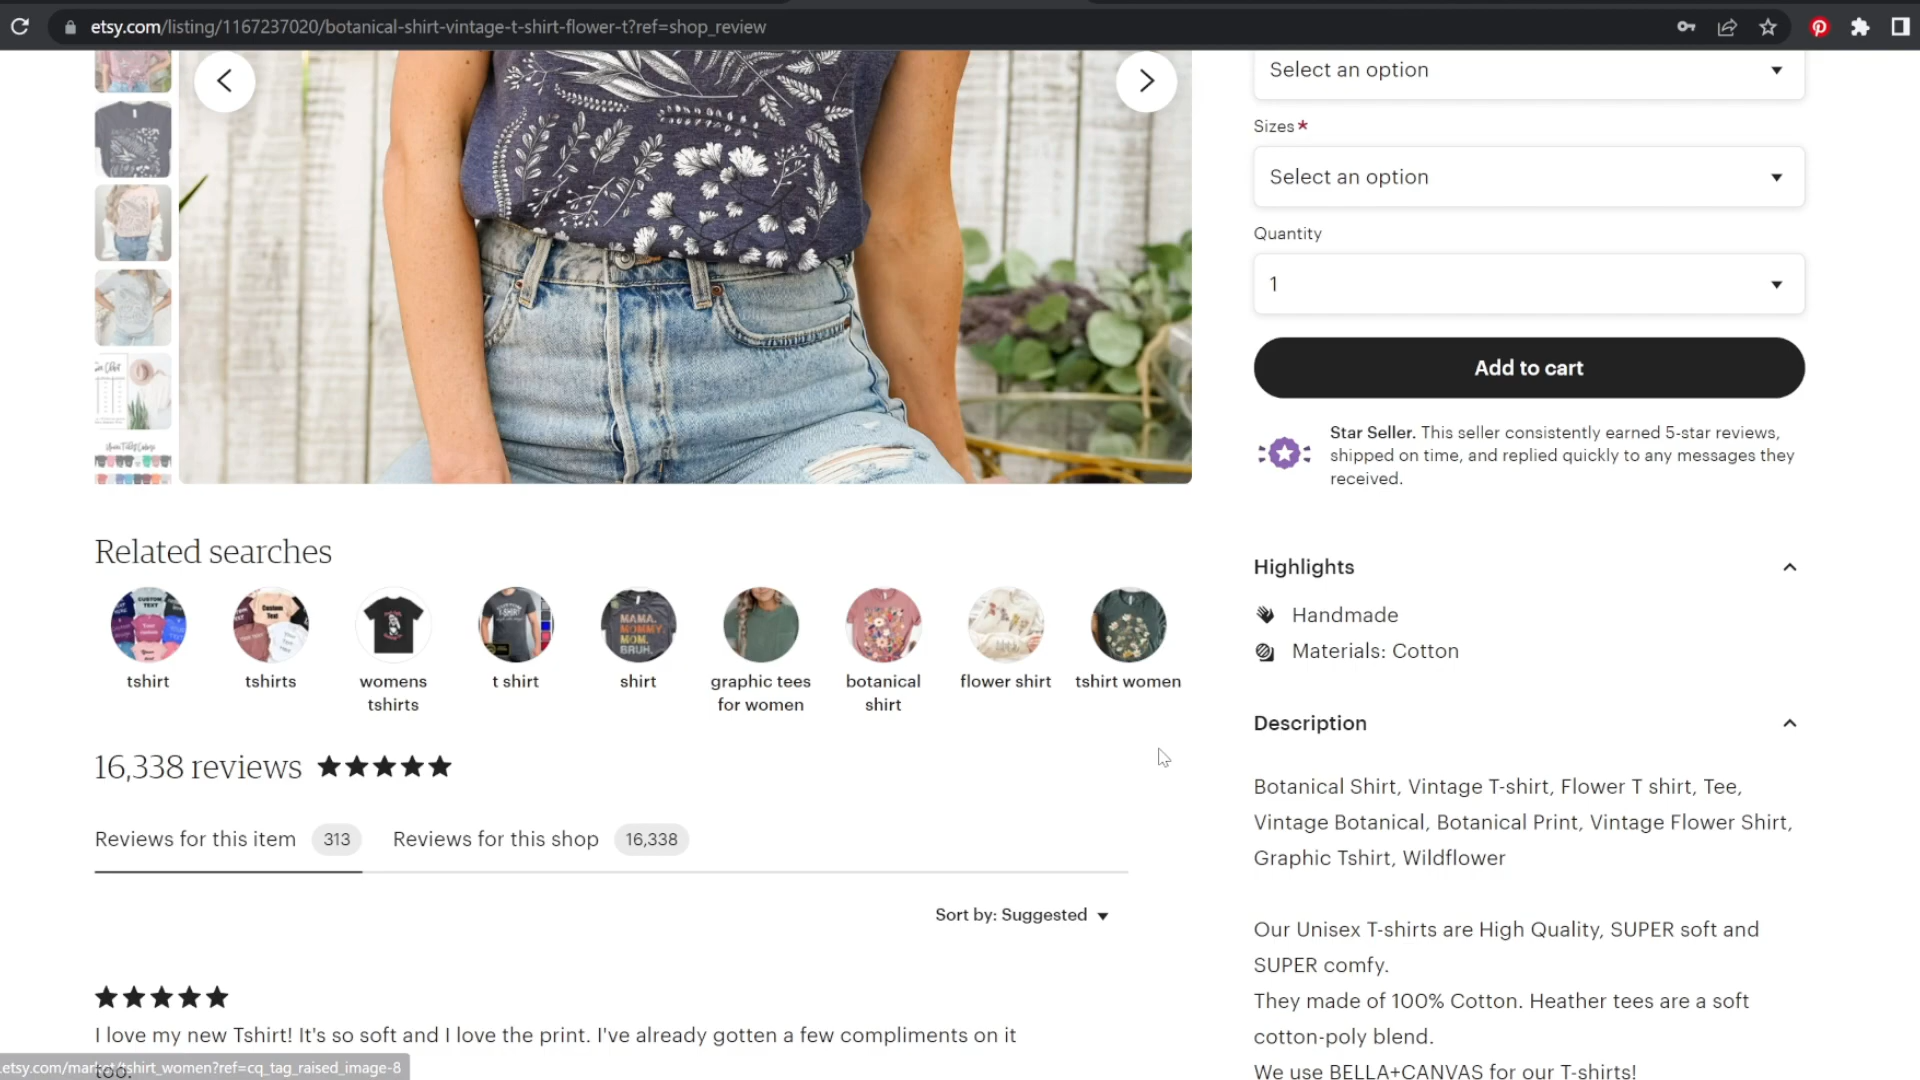 etsy.com/listing/1167237020/botanical-shirt-vintage-t-shirt-flower-t?ref=shop_review
Select an option
Sizes*
Select an option
Quantity
1
Add to cart
Star Seller. This seller consistently earned 5-star reviews,
shipped on time, and replied quickly to any messages they
received.
Related searches
tshirt
tshirts
womens
tshirts
t shirt
shirt
graphic tees
for women
botanical
shirt
flower shirt
tshirt women
MAMA.
MOMMY.
MOM.
BRUH.
16,338 reviews
Reviews for this item 313
Reviews for this shop 16,338
Sort by: Suggested
I love my new Tshirt! It's so soft and I love the print. I've already gotten a few compliments on it
too.
Highlights
Handmade
Materials: Cotton
Description
Botanical Shirt, Vintage T-shirt, Flower T shirt, Tee,
Vintage Botanical, Botanical Print, Vintage Flower Shirt,
Graphic Tshirt, Wildflower
Our Unisex T-shirts are High Quality, SUPER soft and
SUPER comfy.
They made of 100% Cotton. Heather tees are a soft
cotton-poly blend.
We use BELLA+CANVAS for our T-shirts!
.etsy.com/market/tshirt_women?ref=cq_tag_raised_image-8